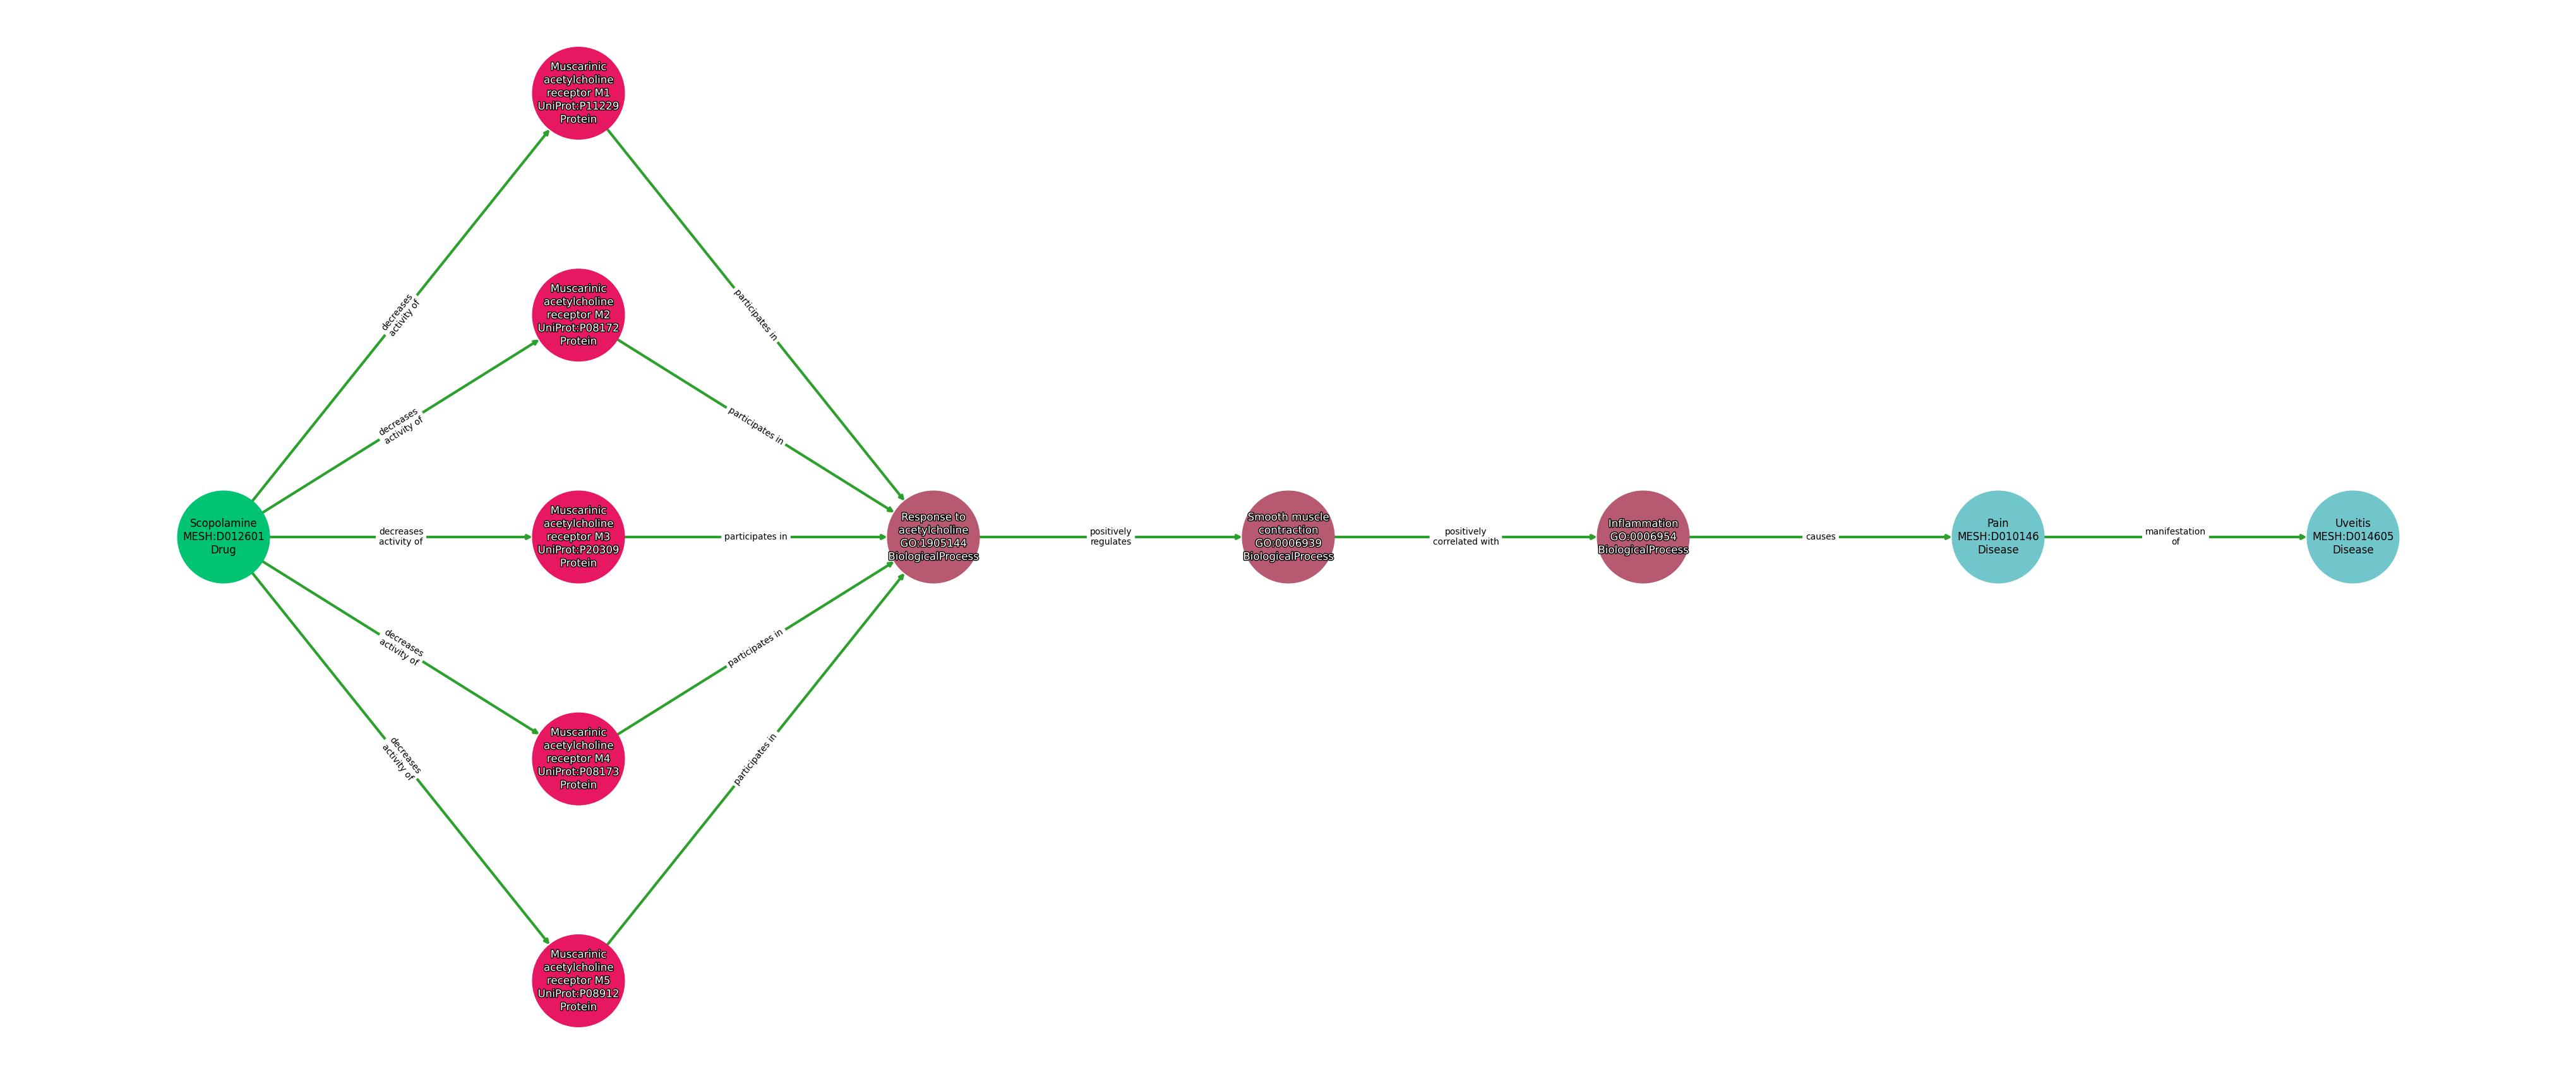 Muscarinic
acetylcholine
receptor M1
UniProt:P11229
Protein
decreases
activity of
participates in
Muscarinic
acetylcholine
receptor M2
UniProt:P08172
Protein
decreases
activity of
participates in
Scopolamine
MESH:D012601
Drug
decreases
activity of
Muscarinic
acetylcholine
receptor M3
UniProt:P20309
Protein
participates in
Response to
acetylcholine
GO:1905144
BiologicalProcess
positively
regulates
Smooth muscle
contraction
GO:0006939
BiologicalProcess
positively
correlated with
Inflammation
GO:0006954
BiologicalProcess
causes
Pain
MESH:D010146
Disease
manifestation
of
Uveitis
MESH:D014605
Disease
decreases
activity of
participates in
Muscarinic
acetylcholine
receptor M4
UniProt:P08173
Protein
decreases
activity of
participates in
Muscarinic
acetylcholine
receptor M5
UniProt:P08912
Protein